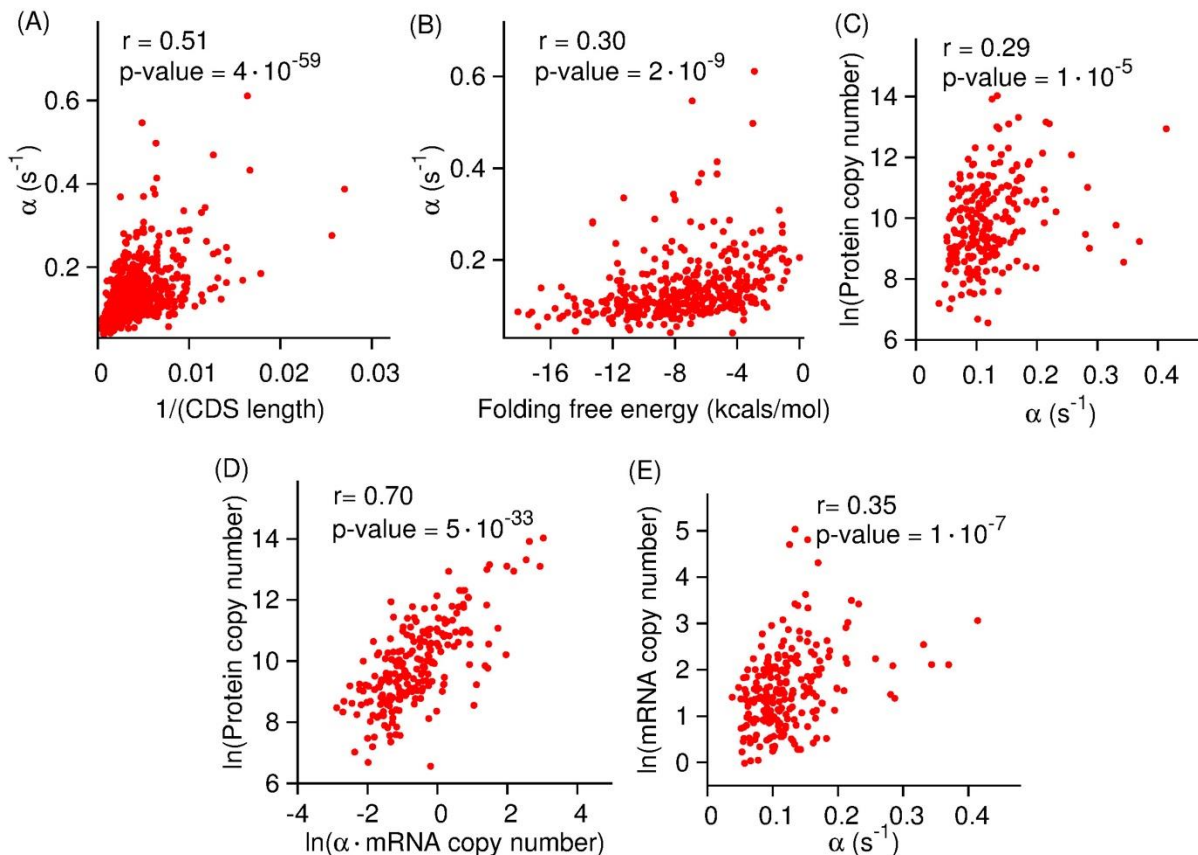 (A)
r = 0.51
p-value = 4·10⁻⁵⁹
α (s⁻¹)
0.6
0.4
0.2
0 0.01 0.02 0.03
1/(CDS length)
(B)
r = 0.30
p-value = 2·10⁻⁹
α (s⁻¹)
0.6
0.4
0.2
-16 -12 -8 -4 0
Folding free energy (kcals/mol)
(C)
r = 0.29
p-value = 1·10⁻⁵
ln(Protein copy number)
14
12
10
8
6
0 0.1 0.2 0.3 0.4
α (s⁻¹)
(D)
r= 0.70
p-value = 5·10⁻³³
ln(Protein copy number)
14
12
10
8
6
-4 -2 0 2 4
ln(α·mRNA copy number)
(E)
r= 0.35
p-value = 1·10⁻⁷
ln(mRNA copy number)
5
4
3
2
1
0
0 0.1 0.2 0.3 0.4
α (s⁻¹)